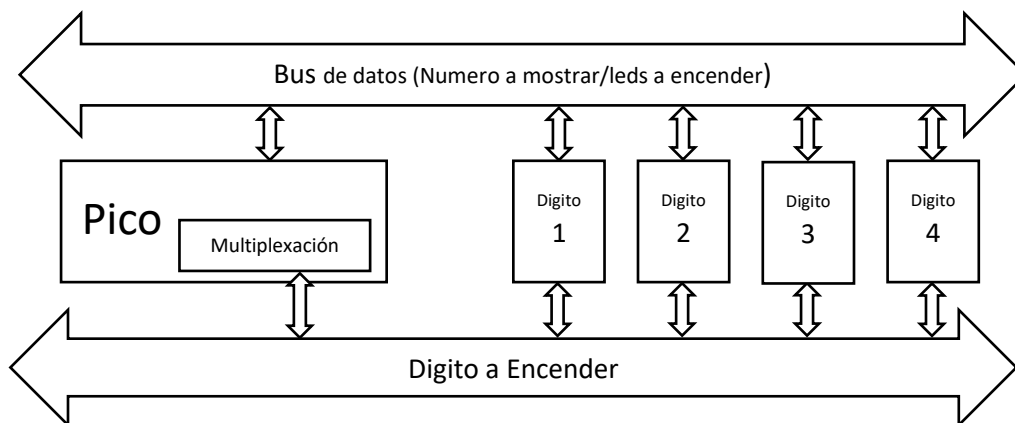 Bus de datos (Numero a mostrar/leds a encender)
Pico
Multiplexación
Digito
1
Digito
2
Digito
3
Digito
4
Digito a Encender